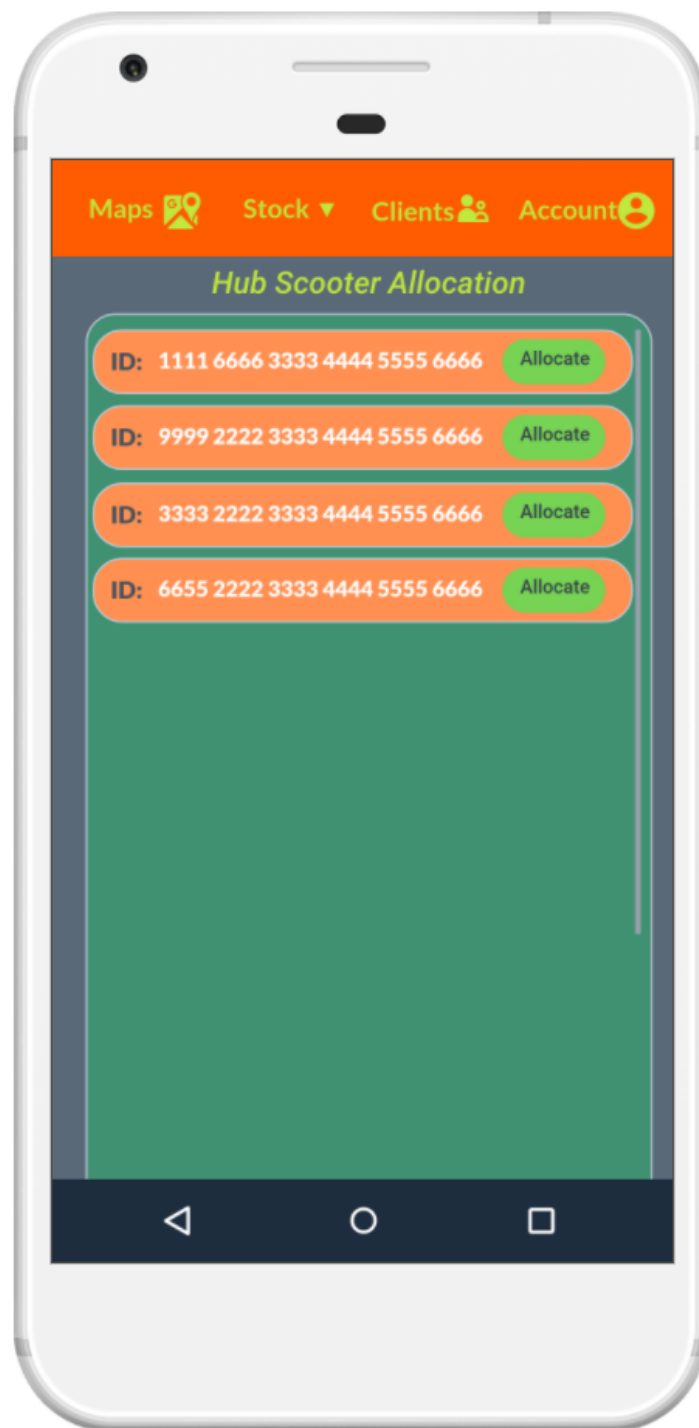 Maps Stock ▼ Clients Account
Hub Scooter Allocation
ID: 1111 6666 3333 4444 5555 6666 Allocate
ID: 9999 2222 3333 4444 5555 6666 Allocate
ID: 3333 2222 3333 4444 5555 6666 Allocate
ID: 6655 2222 3333 4444 5555 6666 Allocate